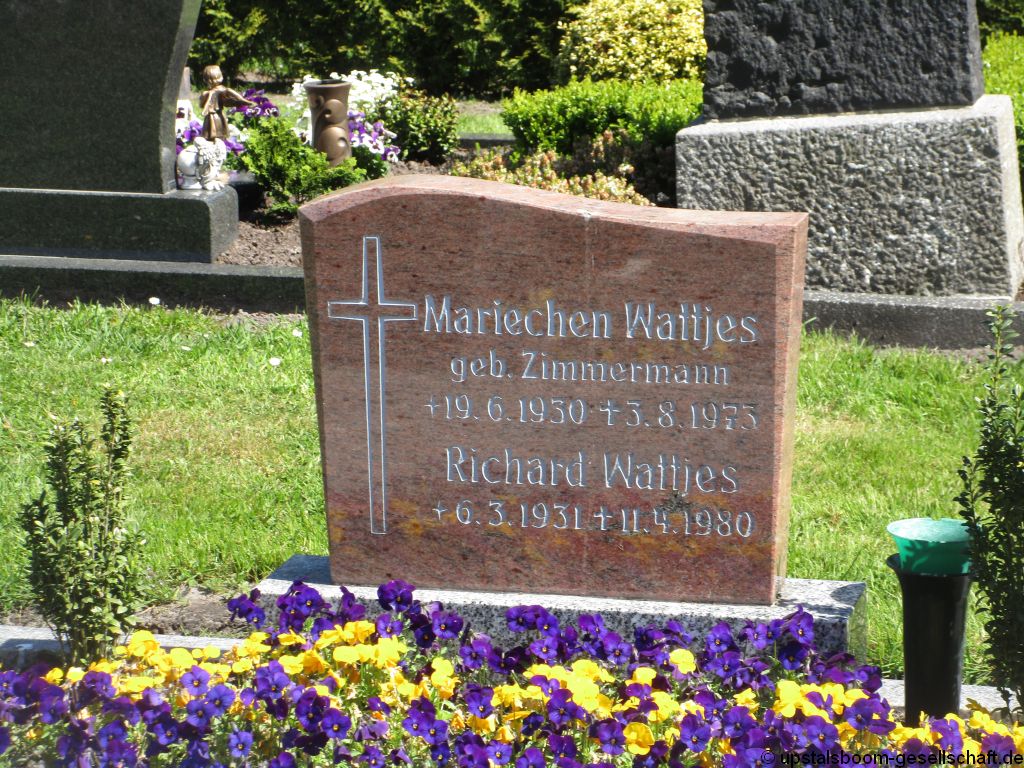 Mariechen Wattjes
geb. Zimmermann
+19.6.1930 ✝3.8.1973
Richard Wattjes
+6.3.1931 ✝11.4.1980
© upstalsboom-gesellschaft.de